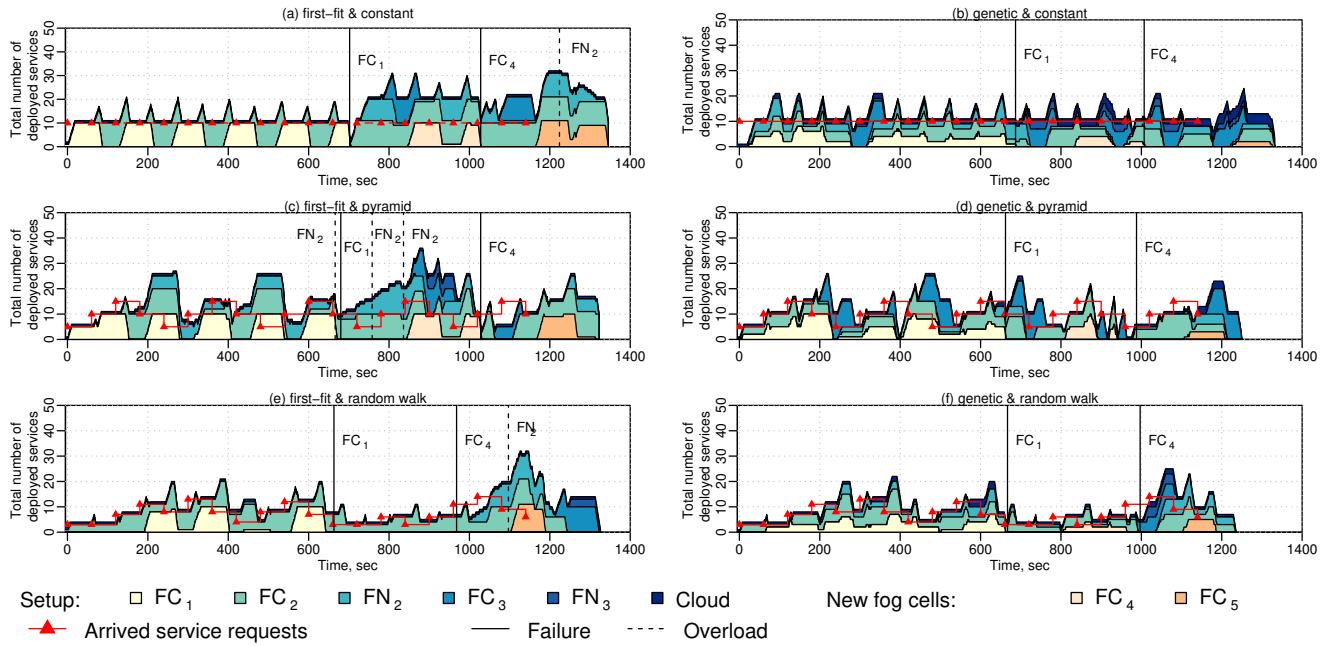 (a) first−fit & constant
Total number of
deployed services
0 10 20 30 40 50
FC1
FC4
FN2
0 200 400 600 800 1000 1200 1400
Time, sec
(b) genetic & constant
Total number of
deployed services
0 10 20 30 40 50
FC1
FC4
0 200 400 600 800 1000 1200 1400
Time, sec
(c) first−fit & pyramid
Total number of
deployed services
0 10 20 30 40 50
FN2
FC1
FN2
FN2
FC4
0 200 400 600 800 1000 1200 1400
Time, sec
(d) genetic & pyramid
Total number of
deployed services
0 10 20 30 40 50
FC1
FC4
0 200 400 600 800 1000 1200 1400
Time, sec
(e) first−fit & random walk
Total number of
deployed services
0 10 20 30 40 50
FC1
FC4
FN2
0 200 400 600 800 1000 1200 1400
Time, sec
(f) genetic & random walk
Total number of
deployed services
0 10 20 30 40 50
FC1
FC4
0 200 400 600 800 1000 1200 1400
Time, sec
Setup: FC1 FC2 FN2 FC3 FN3 Cloud New fog cells: FC4 FC5
Arrived service requests Failure Overload